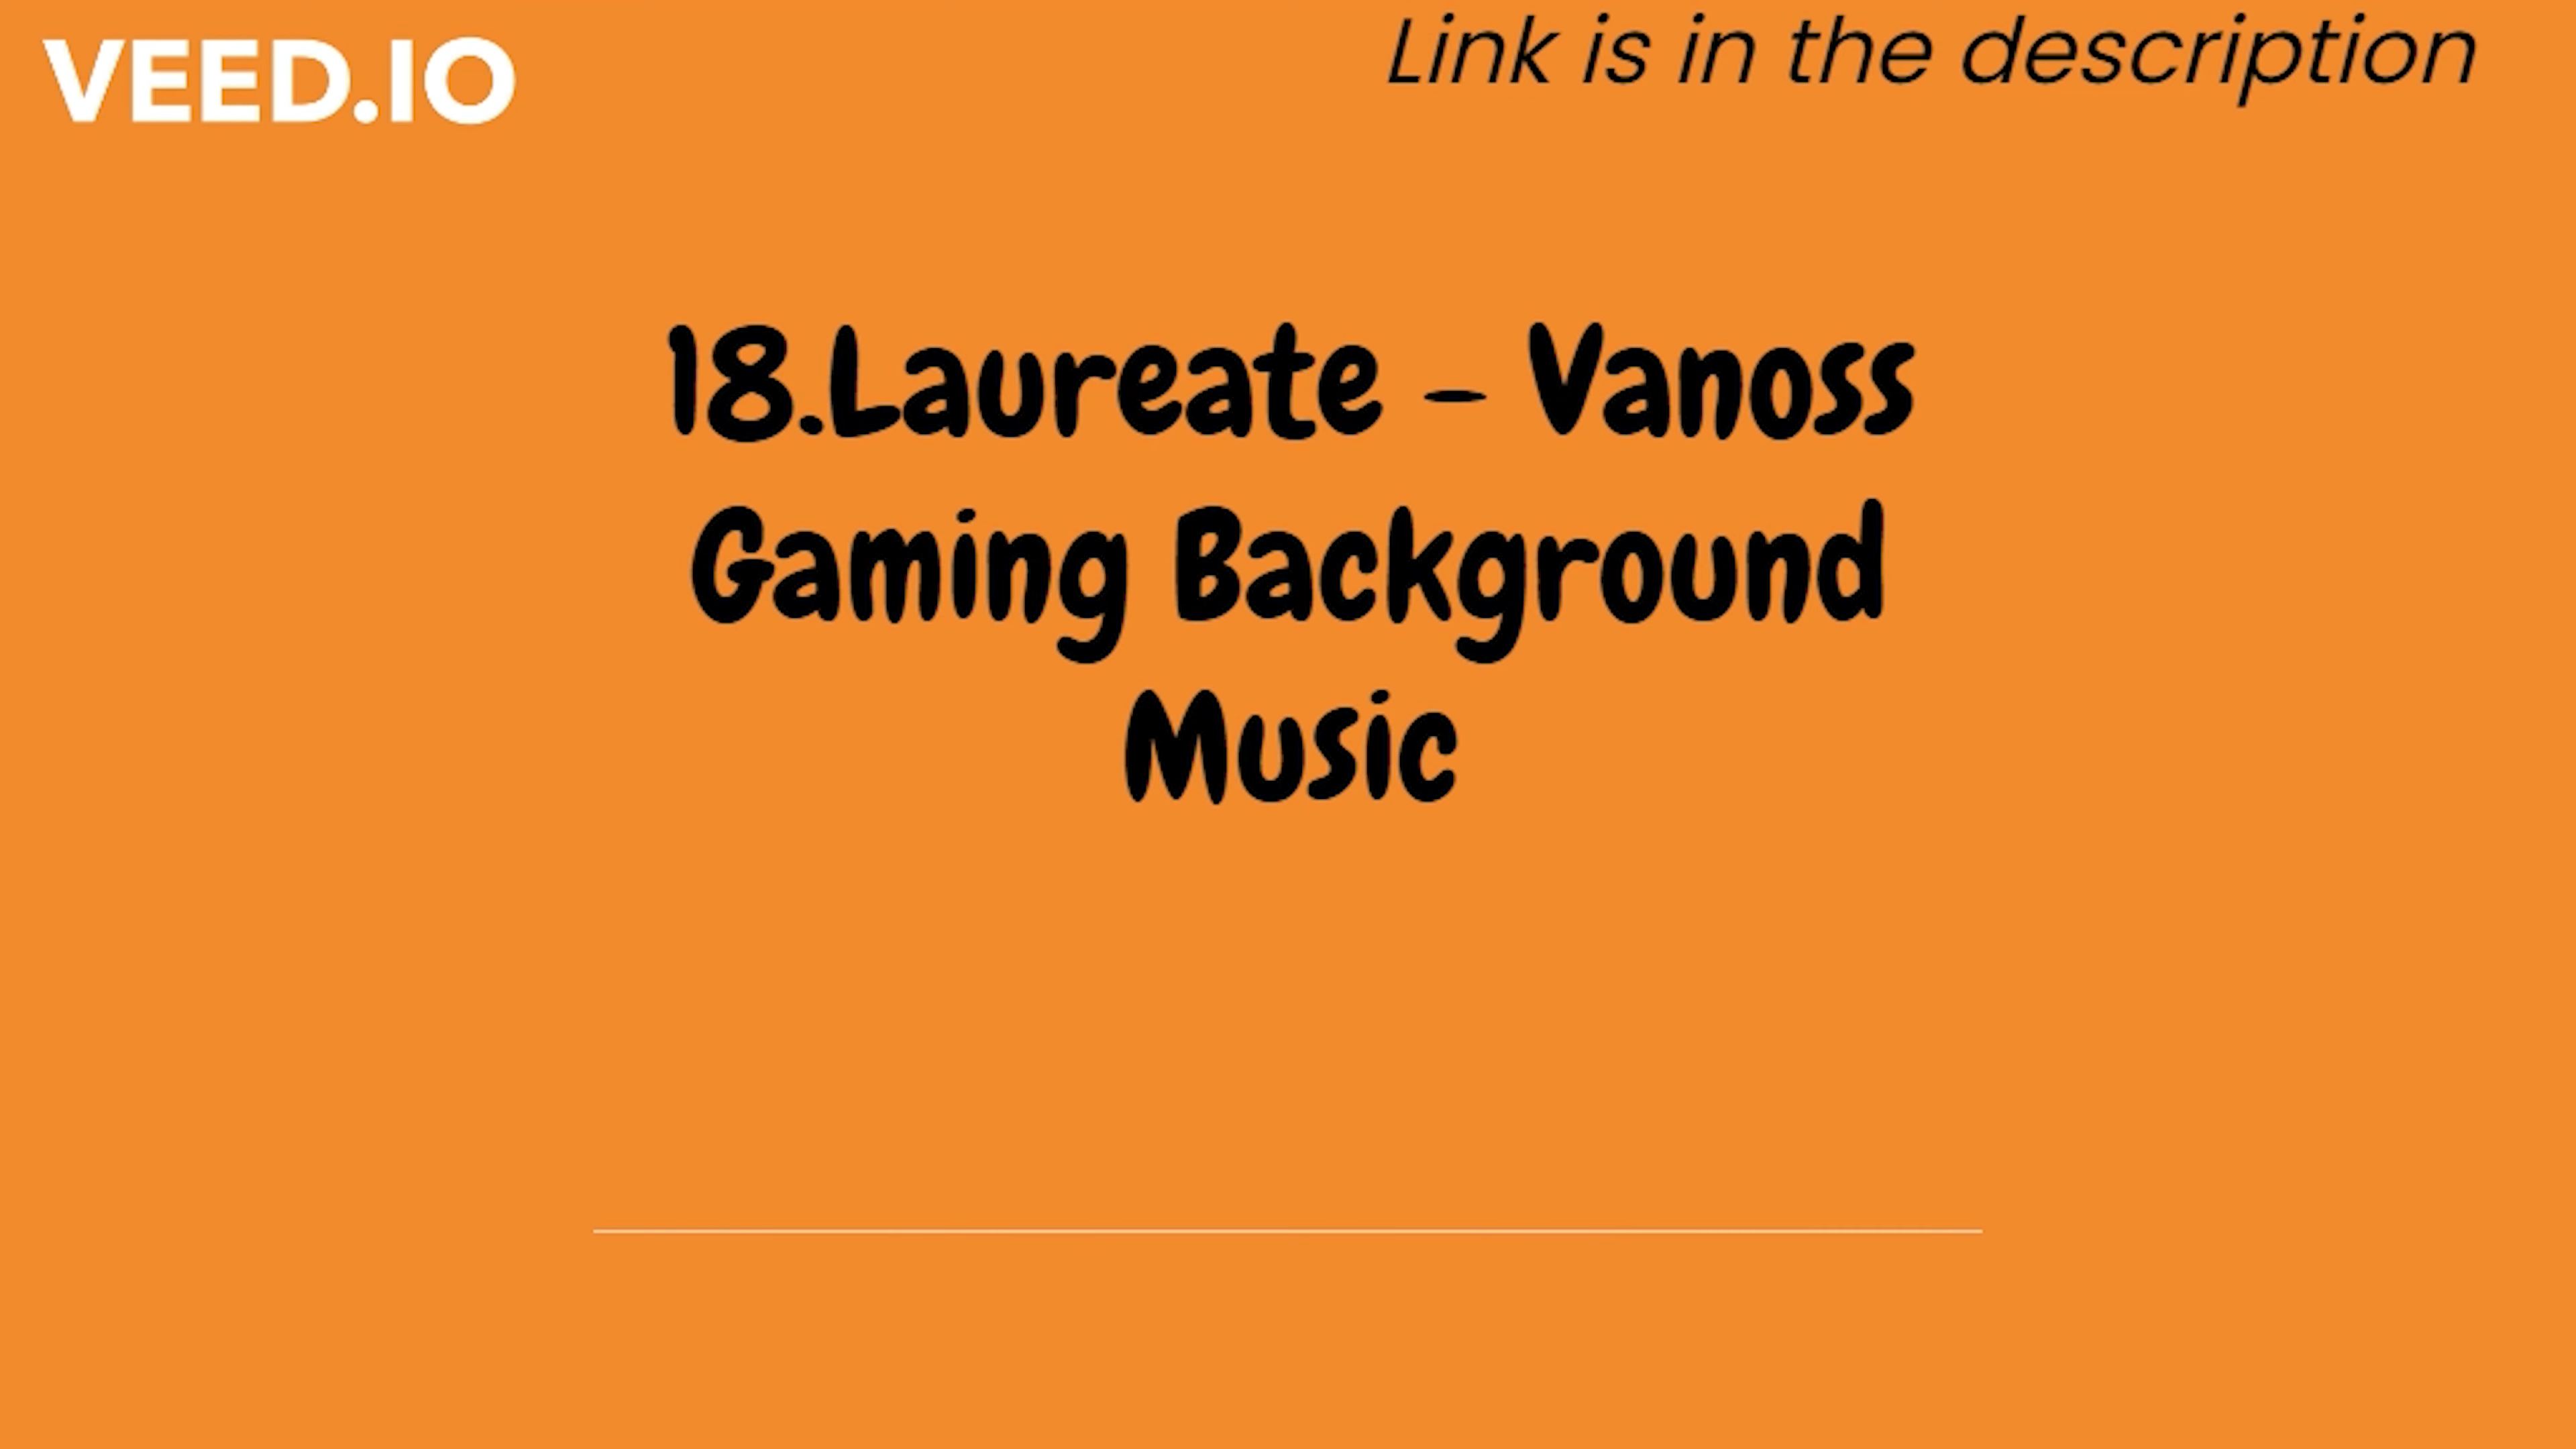 VEED.IO
Link is in the description
18.Laureate - Vanoss
Gaming Background
Music